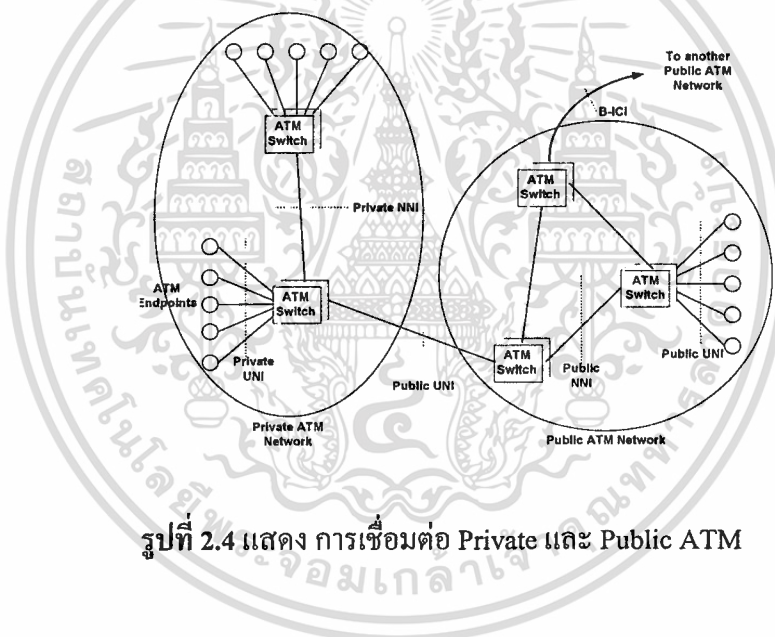 To another
Public ATM
Network
B-ICI
ATM
Switch
Private NNI
ATM
Switch
ATM
Endpoints
ATM
Switch
ATM
Switch
Private
UNI
ATM
Switch
Public
NNI
Public UNI
Public UNI
Private ATM
Network
Public ATM Network
รูปที่ 2.4 แสดง การเชื่อมต่อ Private และ Public ATM